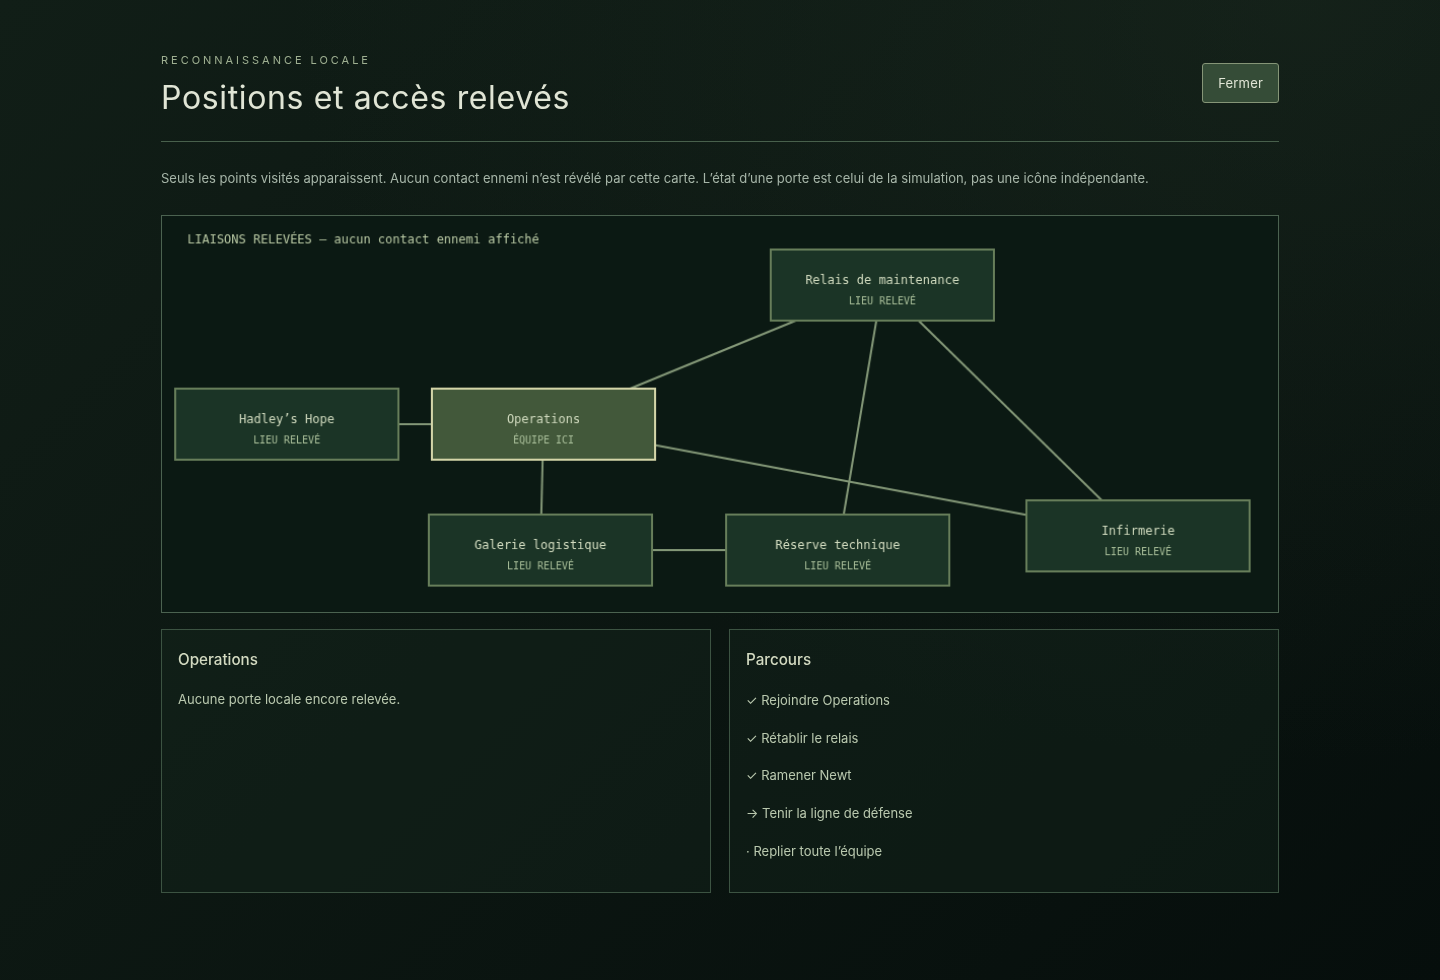 RECONNAISSANCE LOCALE
Positions et accès relevés
Fermer
Seuls les points visités apparaissent. Aucun contact ennemi n’est révélé par cette carte. L’état d’une porte est celui de la simulation, pas une icône indépendante.
LIAISONS RELEVÉES — aucun contact ennemi affiché
Relais de maintenance
LIEU RELEVÉ
Hadley’s Hope
LIEU RELEVÉ
Operations
ÉQUIPE ICI
Galerie logistique
LIEU RELEVÉ
Réserve technique
LIEU RELEVÉ
Infirmerie
LIEU RELEVÉ
Operations
Aucune porte locale encore relevée.
Parcours
✓ Rejoindre Operations
✓ Rétablir le relais
✓ Ramener Newt
→ Tenir la ligne de défense
· Replier toute l’équipe